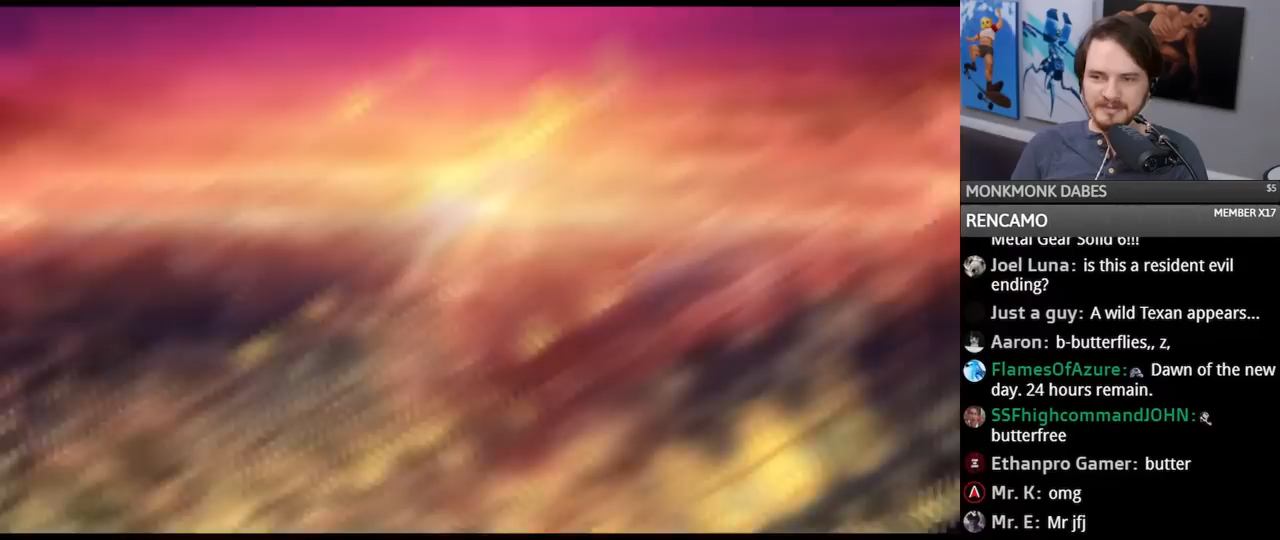 MONKMONK DABES
$5
RENCAMO
MEMBER X17
Metal Gear Solid 6!!!
Joel Luna: is this a resident evil
ending?
Just a guy: A wild Texan appears...
Aaron: b-butterflies,, z,
FlamesOfAzure: Dawn of the new
day. 24 hours remain.
SSFhighcommandJOHN:
butterfree
Ethanpro Gamer: butter
Mr. K: omg
Mr. E: Mr jfj